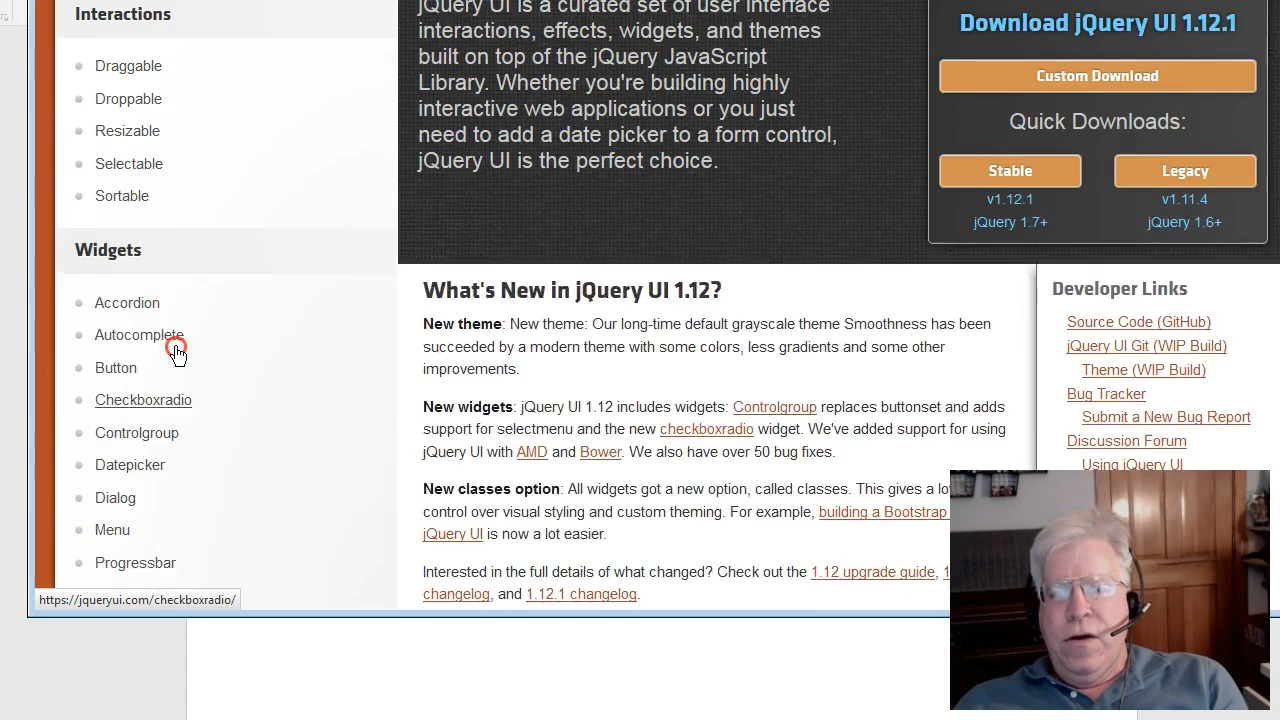 Interactions
Draggable
Droppable
Resizable
Selectable
Sortable
Widgets
Accordion
Autocomplete
Button
Checkboxradio
Controlgroup
Datepicker
Dialog
Menu
Progressbar
https://jqueryui.com/checkboxradio/
jQuery UI is a curated set of user interface
interactions, effects, widgets, and themes
built on top of the jQuery JavaScript
Library. Whether you're building highly
interactive web applications or you just
need to add a date picker to a form control,
jQuery UI is the perfect choice.
Download jQuery UI 1.12.1
Custom Download
Quick Downloads:
Stable
Legacy
v1.12.1
v1.11.4
jQuery 1.7+
jQuery 1.6+
What's New in jQuery UI 1.12?
New theme: New theme: Our long-time default grayscale theme Smoothness has been
succeeded by a modern theme with some colors, less gradients and some other
improvements.
New widgets: jQuery UI 1.12 includes widgets: Controlgroup replaces buttonset and adds
support for selectmenu and the new checkboxradio widget. We've added support for using
jQuery UI with AMD and Bower. We also have over 50 bug fixes.
New classes option: All widgets got a new option, called classes. This gives a lo
control over visual styling and custom theming. For example, building a Bootstrap
jQuery UI is now a lot easier.
Interested in the full details of what changed? Check out the 1.12 upgrade guide, 1
changelog, and 1.12.1 changelog.
Developer Links
Source Code (GitHub)
jQuery UI Git (WIP Build)
Theme (WIP Build)
Bug Tracker
Submit a New Bug Report
Discussion Forum
Using jQuery UI